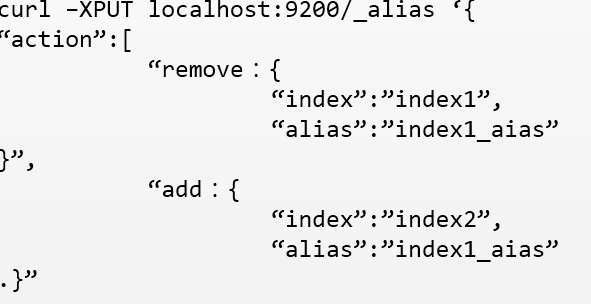 curl –XPUT localhost:9200/_alias ‘{
“action”:[
“remove：{
“index”:”index1”,
“alias”:”index1_aias”
}”,
“add：{
“index”:”index2”,
“alias”:”index1_aias”
.}”